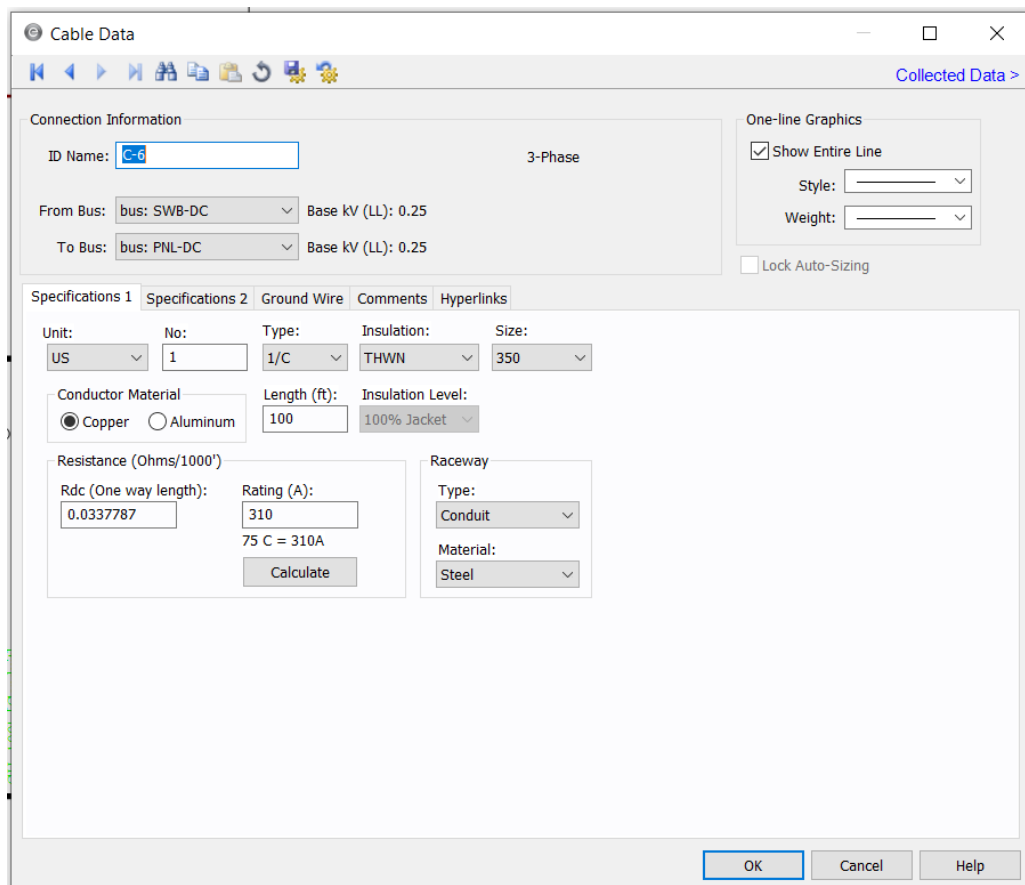 Cable Data
Collected Data >
Connection Information
One-line Graphics
ID Name: C-6 3-Phase
Show Entire Line
Style:
From Bus: bus: SWB-DC Base kV (LL): 0.25
Weight:
To Bus: bus: PNL-DC Base kV (LL): 0.25
Lock Auto-Sizing
Specifications 1 Specifications 2 Ground Wire Comments Hyperlinks
Unit: No: Type: Insulation: Size:
US 1 1/C THWN 350
Conductor Material Length (ft): Insulation Level:
Copper Aluminum 100 100% Jacket
Resistance (Ohms/1000') Raceway
Rdc (One way length): Rating (A): Type:
0.0337787 310 Conduit
75 C = 310A
Material:
Calculate Steel
OK Cancel Help